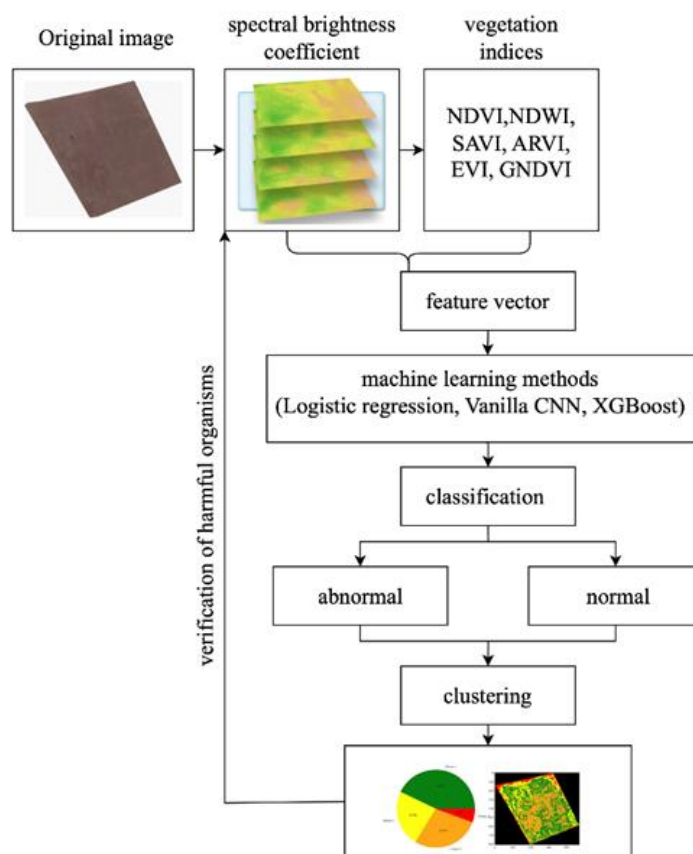 Original image
spectral brightness
coefficient
vegetation
indices
NDVI,NDWI,
SAVI, ARVI,
EVI, GNDVI
feature vector
machine learning methods
(Logistic regression, Vanilla CNN, XGBoost)
classification
abnormal
normal
clustering
verification of harmful organisms